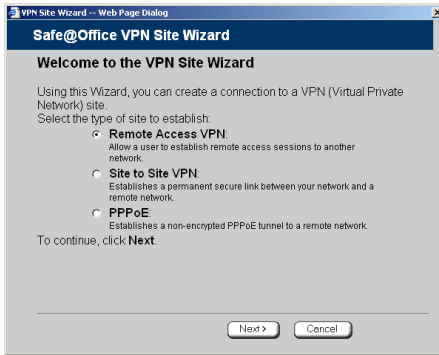 VPN Site Wizard -- Web Page Dialog
Safe@Office VPN Site Wizard
Welcome to the VPN Site Wizard
Using this Wizard, you can create a connection to a VPN (Virtual Private
Network) site.
Select the type of site to establish:
Remote Access VPN:
Allow a user to establish remote access sessions to another
network.
Site to Site VPN:
Establishes a permanent secure link between your network and a
remote network.
PPPoE:
Establishes a non-encrypted PPPoE tunnel to a remote network.
To continue, click Next.
Next > Cancel